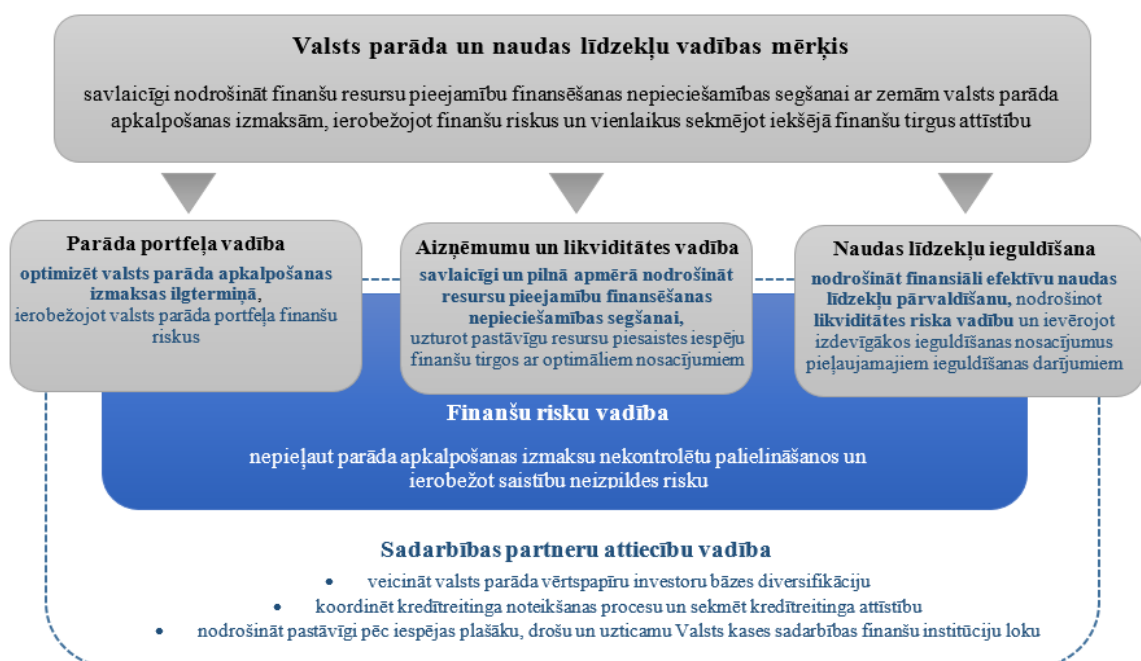 Valsts parāda un naudas līdzekļu vadības mērķis
savlaicīgi nodrošināt finanšu resursu pieejamību finansēšanas nepieciešamības segšanai ar zemām valsts parāda
apkalpošanas izmaksām, ierobežojot finanšu riskus un vienlaikus sekmējot iekšējā finanšu tirgus attīstību
Parāda portfeļa vadība
optimizēt valsts parāda apkalpošanas
izmaksas ilgtermiņā,
ierobežojot valsts parāda portfeļa finanšu
riskus
Aizņēmumu un likviditātes vadība
savlaicīgi un pilnā apmērā nodrošināt
resursu pieejamību finansēšanas
nepieciešamības segšanai,
uzturot pastāvīgu resursu piesaistes iespēju
finanšu tirgos ar optimāliem nosacījumiem
Naudas līdzekļu ieguldīšana
nodrošināt finansiāli efektīvu naudas
līdzekļu pārvaldīšanu, nodrošinot
likviditātes riska vadību un ievērojot
izdevīgākos ieguldīšanas nosacījumus
pieļaujamajiem ieguldīšanas darījumiem
Finanšu risku vadība
nepieļaut parāda apkalpošanas izmaksu nekontrolētu palielināšanos un
ierobežot saistību neizpildes risku
Sadarbības partneru attiecību vadība
• veicināt valsts parāda vērtspapīru investoru bāzes diversifikāciju
• koordinēt kredītreitinga noteikšanas procesu un sekmēt kredītreitinga attīstību
• nodrošināt pastāvīgi pēc iespējas plašāku, drošu un uzticamu Valsts kases sadarbības finanšu institūciju loku